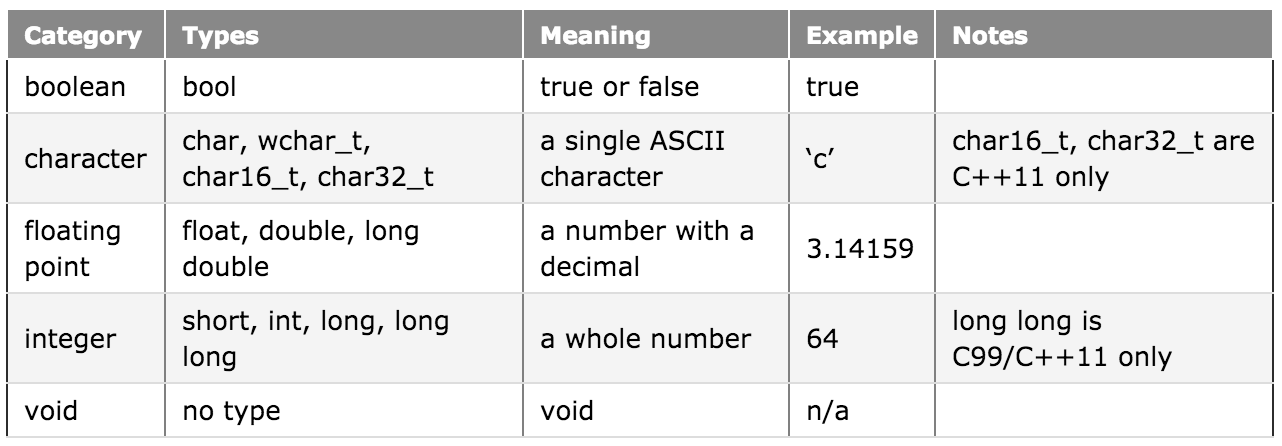 Category Types Meaning Example Notes
boolean bool true or false true
character char, wchar_t, char16_t, char32_t a single ASCII character ‘c’ char16_t, char32_t are C++11 only
floating point float, double, long double a number with a decimal 3.14159
integer short, int, long, long long a whole number 64 long long is C99/C++11 only
void no type void n/a